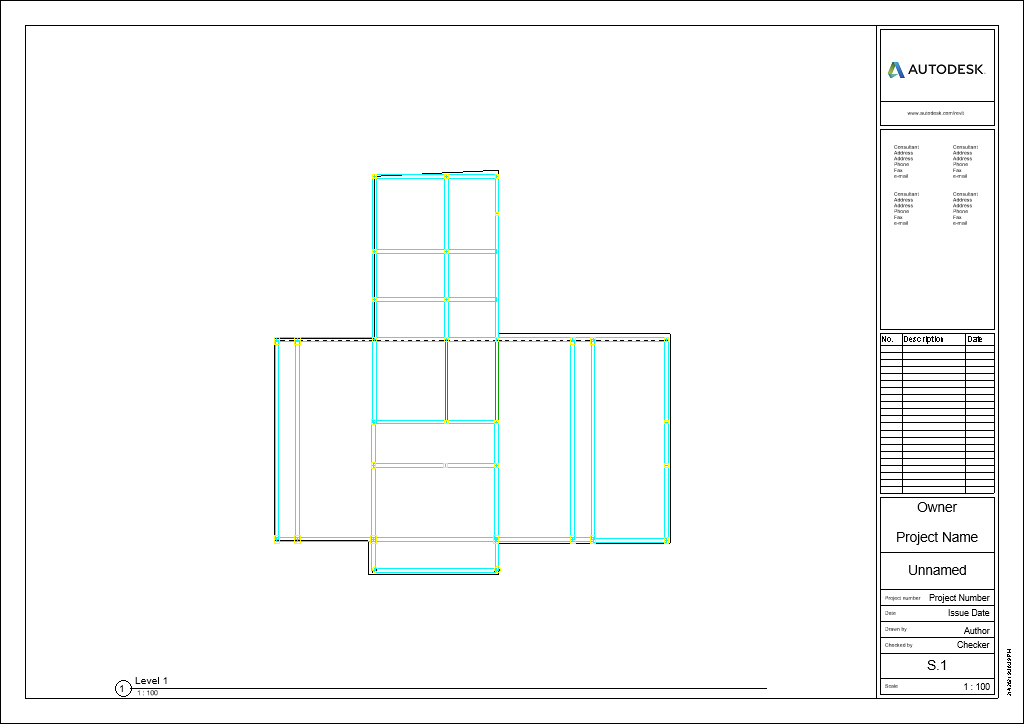 AUTODESK.
www.autodesk.com/revit
Consultant
Address
Address
Phone
Fax
e-mail
Consultant
Address
Address
Phone
Fax
e-mail
Consultant
Address
Address
Phone
Fax
e-mail
Consultant
Address
Address
Phone
Fax
e-mail
No. Description Date
Owner
Project Name
Unnamed
Project number Project Number
Date Issue Date
Drawn by Author
Checked by Checker
S.1
Scale 1 : 100
1 Level 1
1 : 100